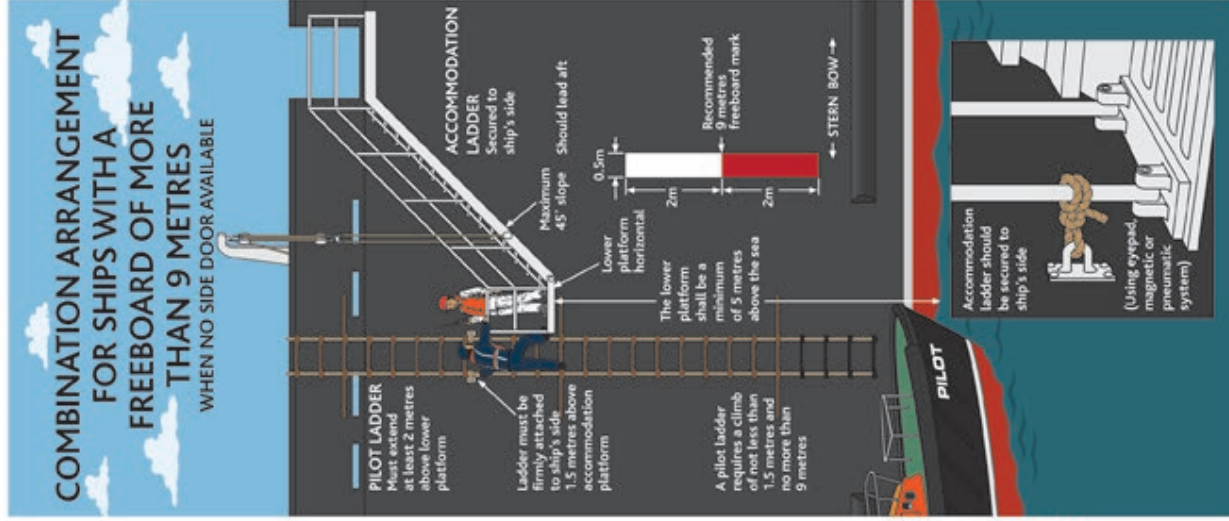 COMBINATION ARRANGEMENT
FOR SHIPS WITH A
FREEBOARD OF MORE
THAN 9 METRES
WHEN NO SIDE DOOR AVAILABLE
PILOT LADDER
Must extend
at least 2 metres
above lower
platform
Ladder must be
firmly attached
to ship's side
1.5 metres above
accommodation
platform
A pilot ladder
requires a climb
of not less than
1.5 metres and
no more than
9 metres
ACCOMMODATION
LADDER
Secured to
ship's side
Should lead aft
Maximum
45° slope
Lower
platform
horizontal
The lower
platform
shall be a
minimum
of 5 metres
above the sea
0.5m
2m
2m
Recommended
9 metres
freeboard mark
STERN BOW
PILOT
Accommodation
ladder should
be secured to
ship's side
(Using eyepad,
magnetic or
pneumatic
system)